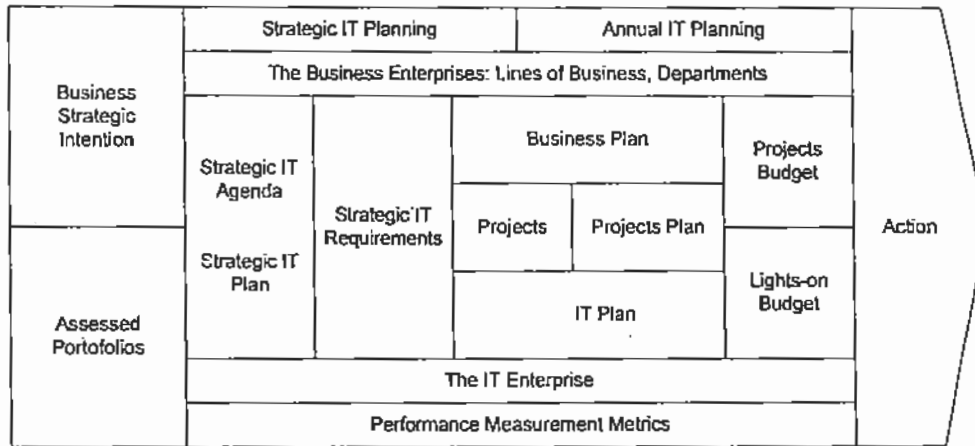 Strategic IT Planning
Annual IT Planning
The Business Enterprises: Lines of Business, Departments
Business
Strategic
Intention
Assessed
Portofolios
Strategic IT
Agenda
Strategic IT
Plan
Strategic IT
Requirements
Business Plan
Projects
Projects Plan
IT Plan
Projects
Budget
Lights-on
Budget
Action
The IT Enterprise
Performance Measurement Metrics